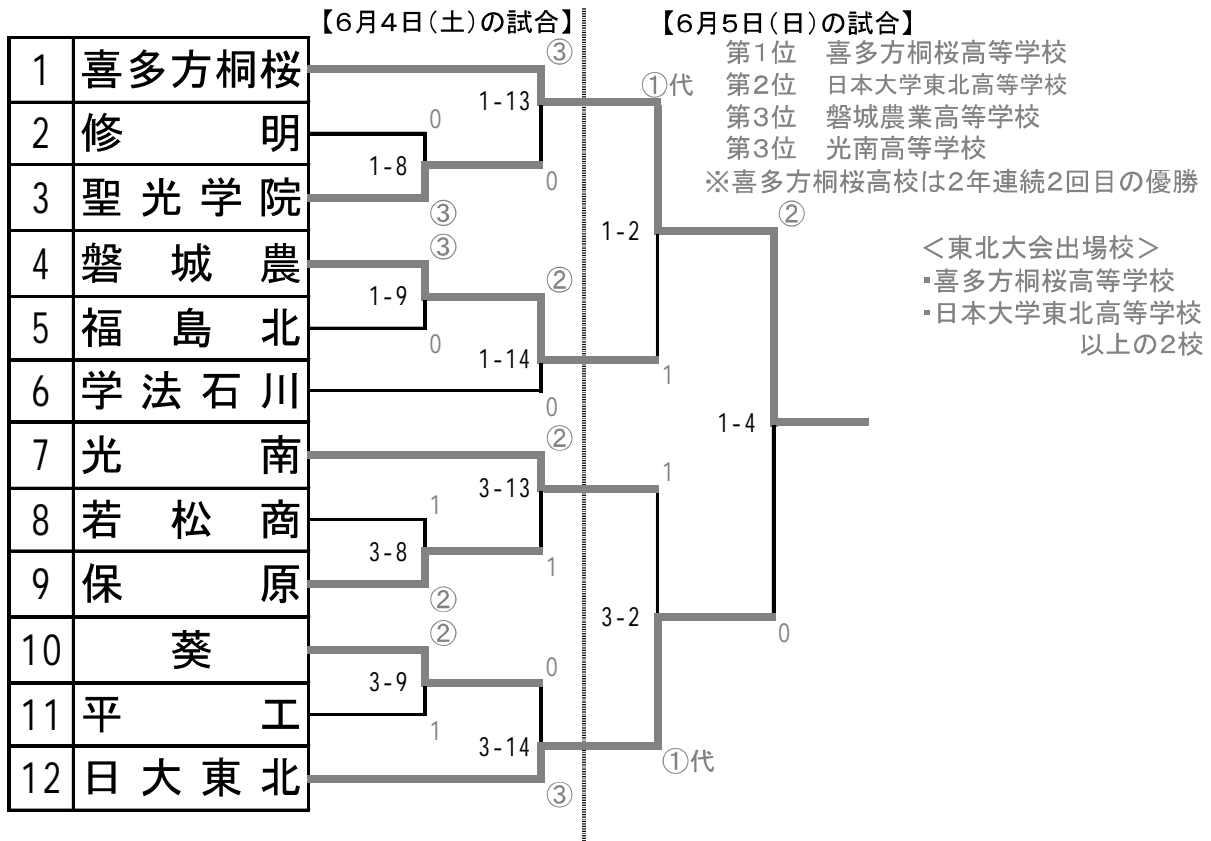 【6月4日(土)の試合】
【6月5日(日)の試合】
第1位 喜多方桐桜高等学校
第2位 日本大学東北高等学校
第3位 磐城農業高等学校
第3位 光南高等学校
※喜多方桐桜高校は2年連続2回目の優勝
<東北大会出場校>
・喜多方桐桜高等学校
・日本大学東北高等学校
以上の2校
1 喜多方桐桜
2 修明
3 聖光学院
4 磐城農
5 福島北
6 学法石川
7 光南
8 若松商
9 保原
10 葵
11 平工
12 日大東北
0
1-8
③
③
1-9
0
1
3-8
②
②
3-9
1
③
1-13
0
②
1-14
0
②
3-13
1
0
3-14
③
①代
1-2
1
1
3-2
①代
②
1-4
0